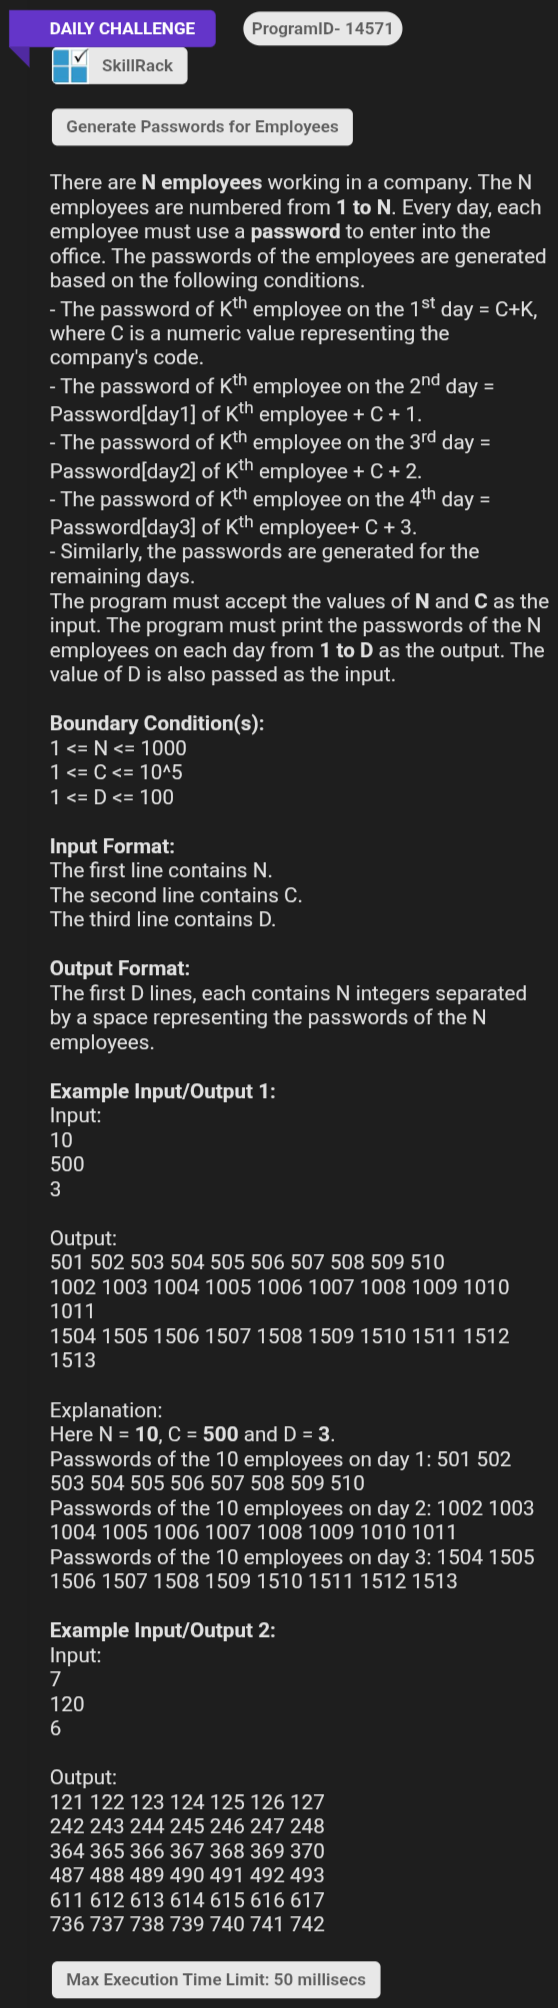 DAILY CHALLENGE
ProgramID- 14571
SkillRack
Generate Passwords for Employees
There are N employees working in a company. The N
employees are numbered from 1 to N. Every day, each
employee must use a password to enter into the
office. The passwords of the employees are generated
based on the following conditions.
- The password of Kth employee on the 1st day = C+K,
where C is a numeric value representing the
company's code.
- The password of Kth employee on the 2nd day =
Password[day1] of Kth employee + C + 1.
- The password of Kth employee on the 3rd day =
Password[day2] of Kth employee + C + 2.
- The password of Kth employee on the 4th day =
Password[day3] of Kth employee+ C + 3.
- Similarly, the passwords are generated for the
remaining days.
The program must accept the values of N and C as the
input. The program must print the passwords of the N
employees on each day from 1 to D as the output. The
value of D is also passed as the input.
Boundary Condition(s):
1 <= N <= 1000
1 <= C <= 10^5
1 <= D <= 100
Input Format:
The first line contains N.
The second line contains C.
The third line contains D.
Output Format:
The first D lines, each contains N integers separated
by a space representing the passwords of the N
employees.
Example Input/Output 1:
Input:
10
500
3
Output:
501 502 503 504 505 506 507 508 509 510
1002 1003 1004 1005 1006 1007 1008 1009 1010
1011
1504 1505 1506 1507 1508 1509 1510 1511 1512
1513
Explanation:
Here N = 10, C = 500 and D = 3.
Passwords of the 10 employees on day 1: 501 502
503 504 505 506 507 508 509 510
Passwords of the 10 employees on day 2: 1002 1003
1004 1005 1006 1007 1008 1009 1010 1011
Passwords of the 10 employees on day 3: 1504 1505
1506 1507 1508 1509 1510 1511 1512 1513
Example Input/Output 2:
Input:
7
120
6
Output:
121 122 123 124 125 126 127
242 243 244 245 246 247 248
364 365 366 367 368 369 370
487 488 489 490 491 492 493
611 612 613 614 615 616 617
736 737 738 739 740 741 742
Max Execution Time Limit: 50 millisecs